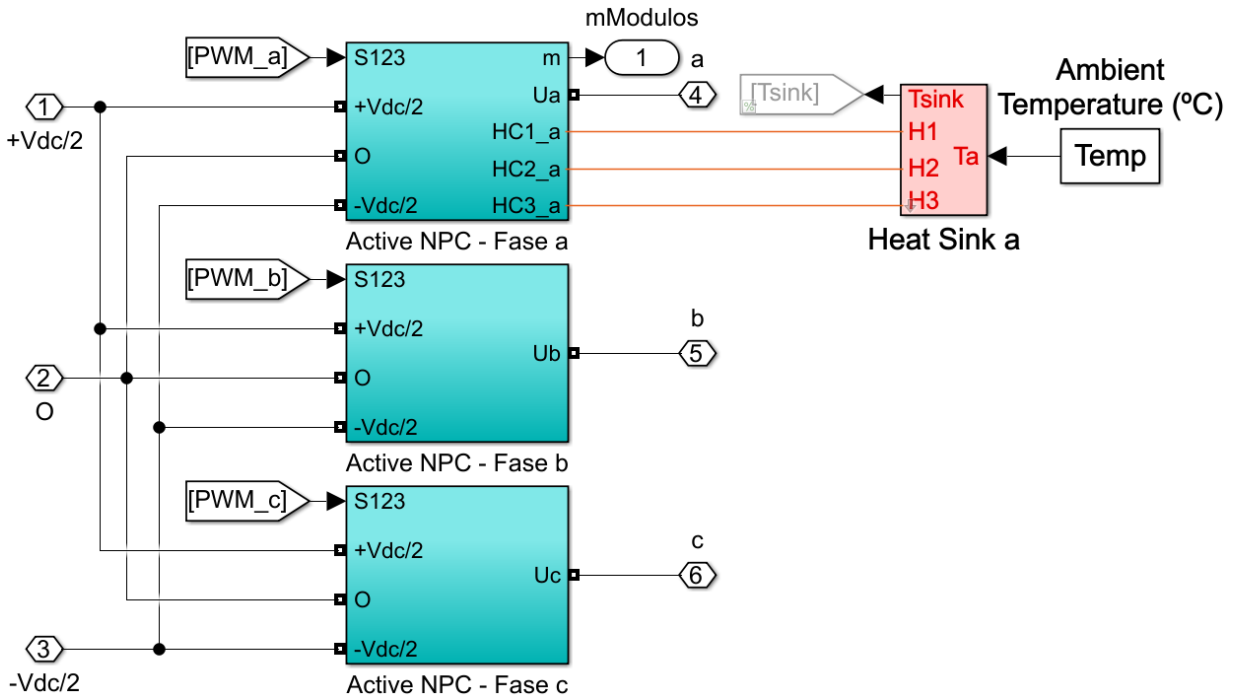 mModulos
[PWM_a]
S123
m
1
a
+Vdc/2
Ua
4
[Tsink]
%
Tsink
Ambient
Temperature (ºC)
1
+Vdc/2
HC1_a
H1
O
HC2_a
H2
Ta
Temp
-Vdc/2
HC3_a
H3
Active NPC - Fase a
Heat Sink a
[PWM_b]
S123
+Vdc/2
b
Ub
5
2
O
O
-Vdc/2
Active NPC - Fase b
[PWM_c]
S123
+Vdc/2
c
Uc
6
O
3
-Vdc/2
-Vdc/2
Active NPC - Fase c